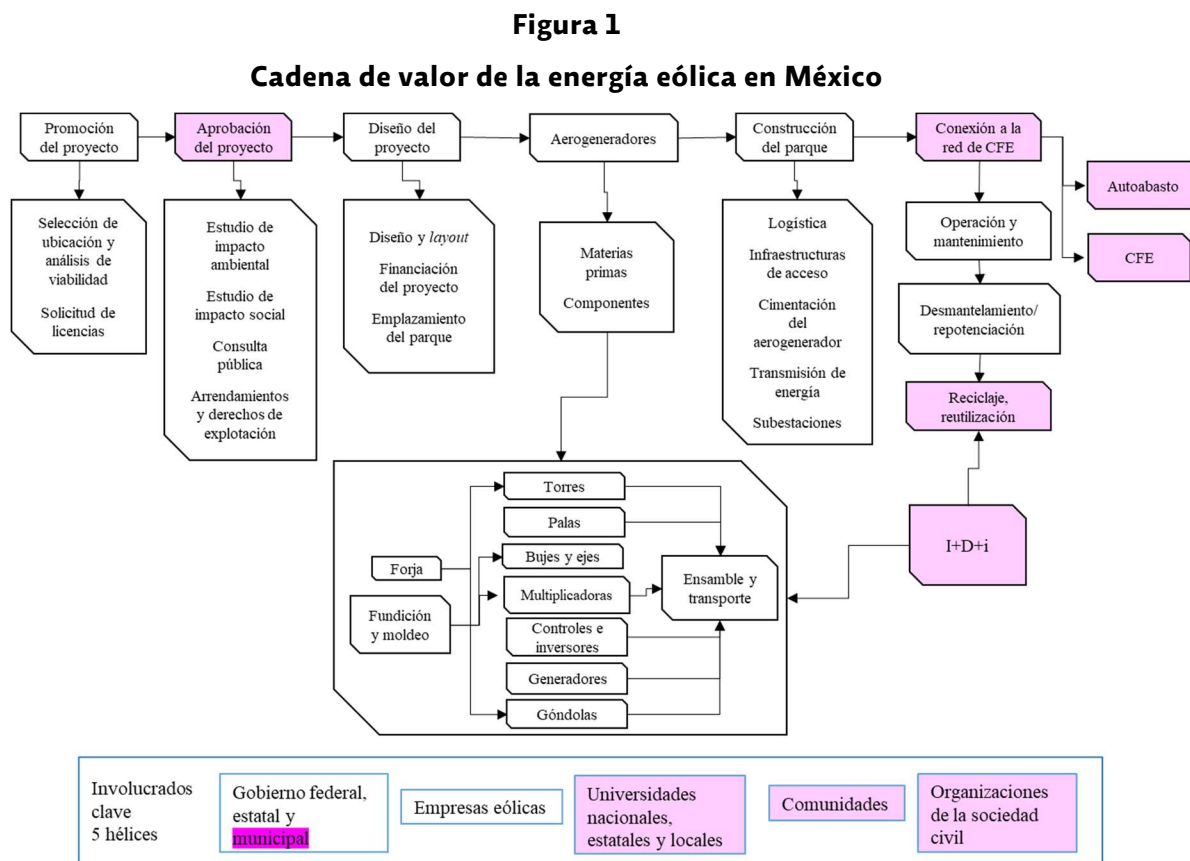 Figura 1
Cadena de valor de la energía eólica en México
Promoción
del proyecto
Aprobación
del proyecto
Diseño del
proyecto
Aerogeneradores
Construcción
del parque
Conexión a la
red de CFE
Autoabasto
CFE
Selección de
ubicación y
análisis de
viabilidad
Solicitud de
licencias
Estudio de
impacto
ambiental
Estudio de
impacto social
Consulta
pública
Arrendamientos
y derechos de
explotación
Diseño y layout
Financiación
del proyecto
Emplazamiento
del parque
Materias
primas
Componentes
Logística
Infraestructuras
de acceso
Cimentación
del
aerogenerador
Transmisión de
energía
Subestaciones
Operación y
mantenimiento
Desmantelamiento/
repotenciación
Reciclaje,
reutilización
I+D+i
Forja
Fundición
y moldeo
Torres
Palas
Bujes y ejes
Multiplicadoras
Controles e
inversores
Generadores
Góndolas
Ensamble y
transporte
Involucrados
clave
5 hélices
Gobierno federal,
estatal y
municipal
Empresas eólicas
Universidades
nacionales,
estatales y locales
Comunidades
Organizaciones
de la sociedad
civil